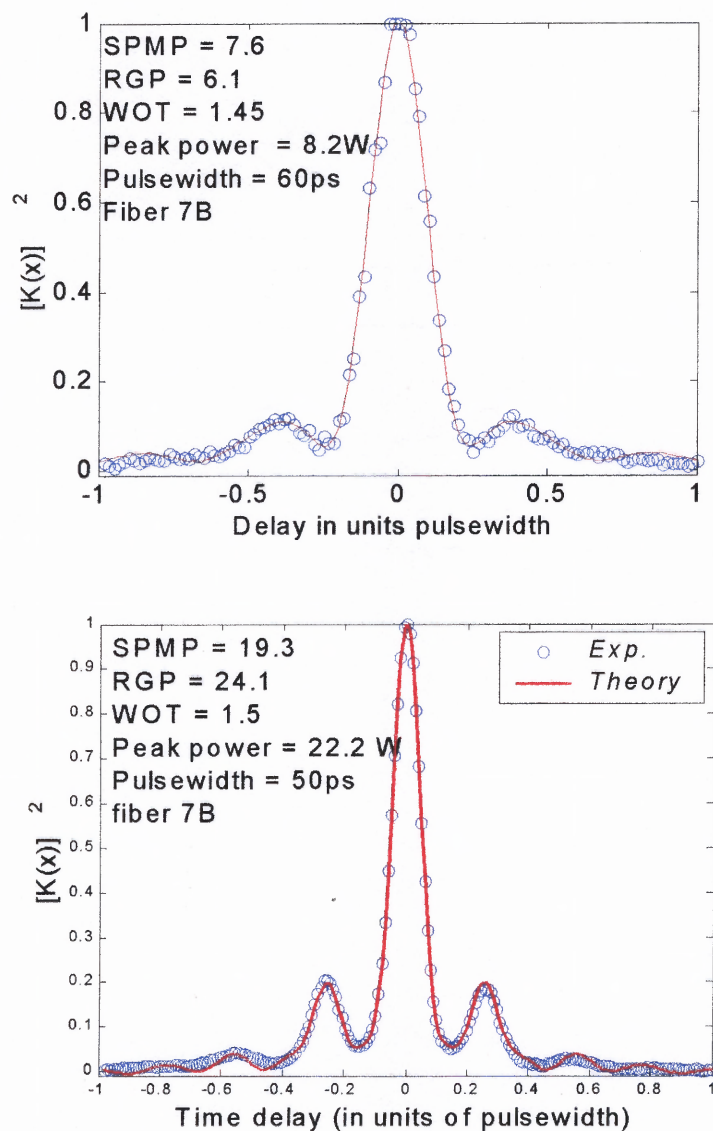 1
SPMP = 7.6
RGP = 6.1
0.8
WOT = 1.45
Peak power = 8.2W
Pulsewidth = 60ps
0.6
Fiber 7B
[K(x)]2
0.4
0.2
0
-1 -0.5 0 0.5 1
Delay in units pulsewidth
1
SPMP = 19.3
Exp.
0.9
RGP = 24.1
Theory
0.8
WOT = 1.5
Peak power = 22.2 W
0.7
Pulsewidth = 50ps
0.6
fiber 7B
[K(x)]2
0.5
0.4
0.3
0.2
0.1
0
-1 -0.8 -0.6 -0.4 -0.2 0 0.2 0.4 0.6 0.8 1
Time delay (in units of pulsewidth)